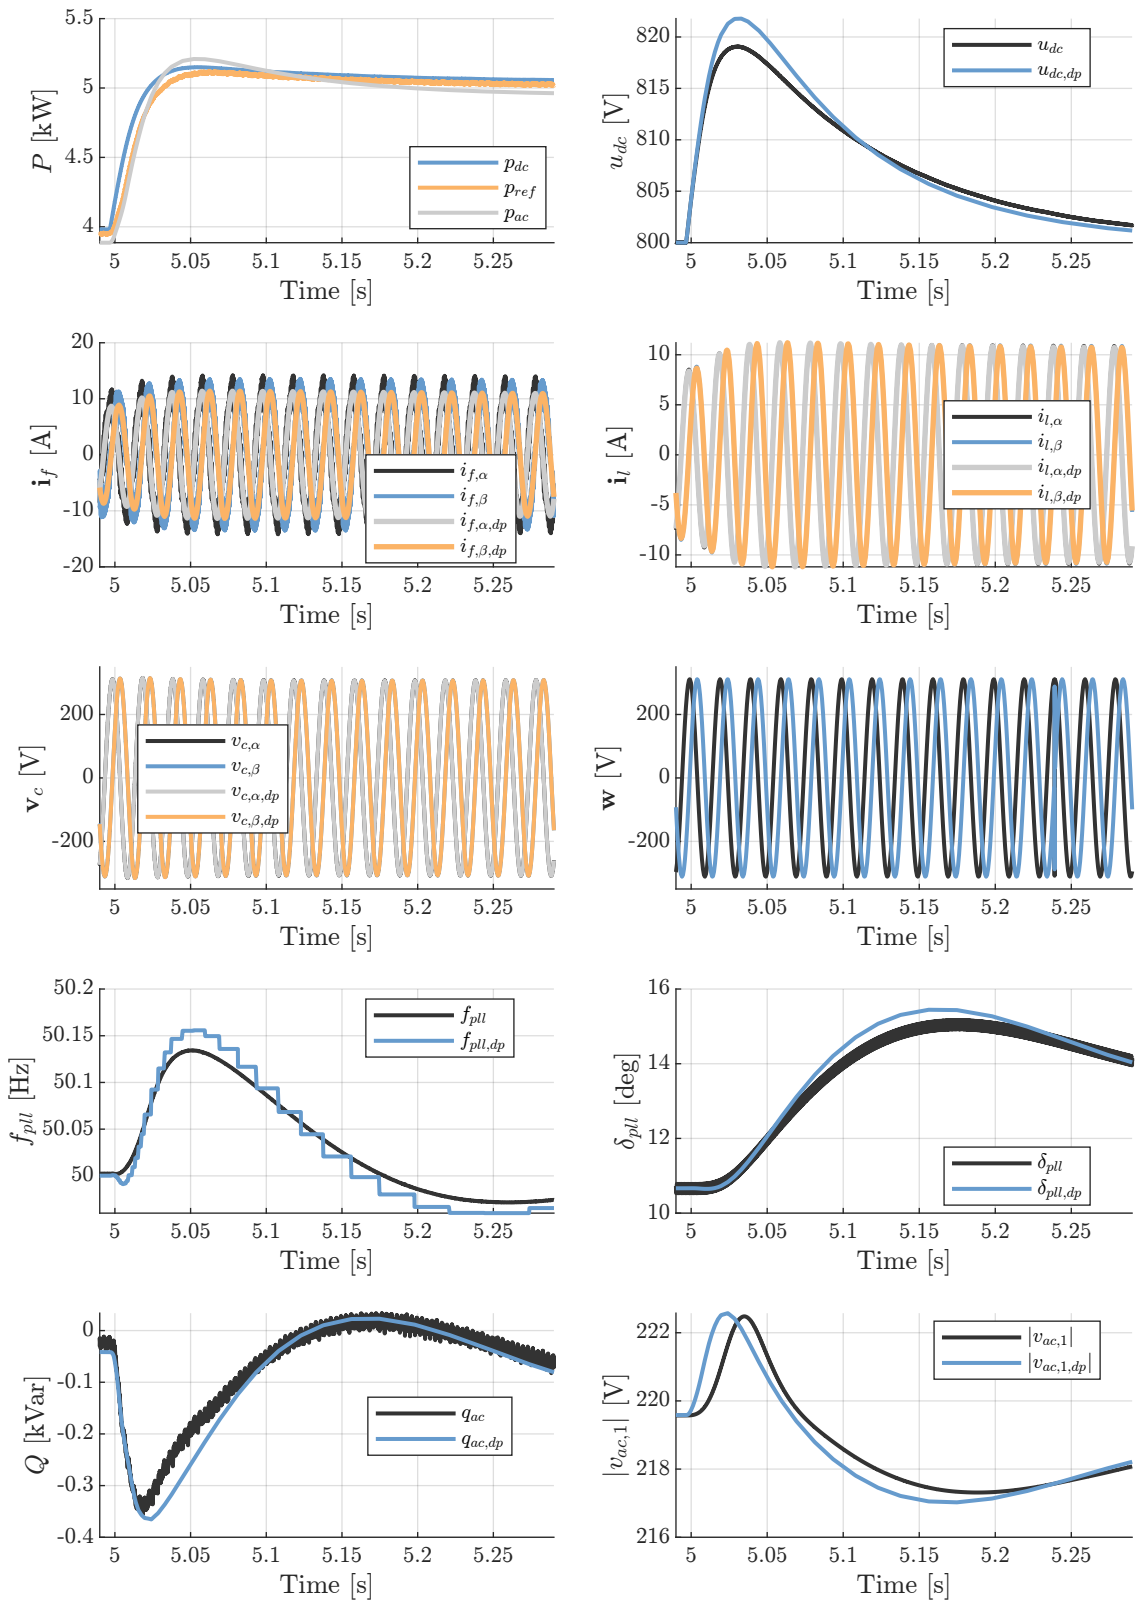 5.5
5
4.5
4
P [kW]
p_dc
p_ref
p_ac
5 5.05 5.1 5.15 5.2 5.25
Time [s]
820
815
810
805
800
u_dc [V]
u_dc
u_dc,dp
5 5.05 5.1 5.15 5.2 5.25
Time [s]
20
10
0
-10
-20
i_f [A]
i_f,α
i_f,β
i_f,α,dp
i_f,β,dp
5 5.05 5.1 5.15 5.2 5.25
Time [s]
10
5
0
-5
-10
i_l [A]
i_l,α
i_l,β
i_l,α,dp
i_l,β,dp
5 5.05 5.1 5.15 5.2 5.25
Time [s]
200
0
-200
v_c [V]
v_c,α
v_c,β
v_c,α,dp
v_c,β,dp
5 5.05 5.1 5.15 5.2 5.25
Time [s]
200
0
-200
w [V]
5 5.05 5.1 5.15 5.2 5.25
Time [s]
50.2
50.15
50.1
50.05
50
f_pll [Hz]
f_pll
f_pll,dp
5 5.05 5.1 5.15 5.2 5.25
Time [s]
16
14
12
10
δ_pll [deg]
δ_pll
δ_pll,dp
5 5.05 5.1 5.15 5.2 5.25
Time [s]
0
-0.1
-0.2
-0.3
-0.4
Q [kVar]
q_ac
q_ac,dp
5 5.05 5.1 5.15 5.2 5.25
Time [s]
222
220
218
216
|v_ac,1| [V]
|v_ac,1|
|v_ac,1,dp|
5 5.05 5.1 5.15 5.2 5.25
Time [s]